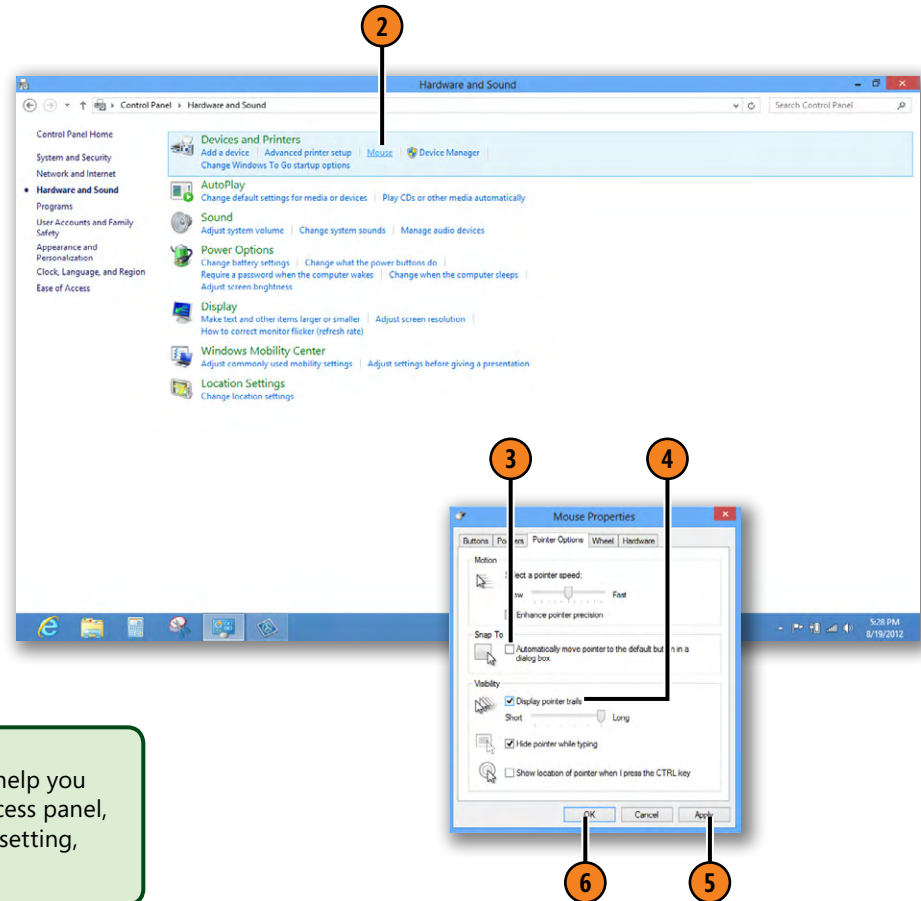 2
Hardware and Sound
Control Panel ▸ Hardware and Sound
Search Control Panel
Control Panel Home
System and Security
Network and Internet
Hardware and Sound
Programs
User Accounts and Family
Safety
Appearance and
Personalization
Clock, Language, and Region
Ease of Access
Devices and Printers
Add a device | Advanced printer setup | Mouse | Device Manager
Change Windows To Go startup options
AutoPlay
Change default settings for media or devices | Play CDs or other media automatically
Sound
Adjust system volume | Change system sounds | Manage audio devices
Power Options
Change battery settings | Change what the power buttons do
Require a password when the computer wakes | Change when the computer sleeps
Adjust screen brightness
Display
Make text and other items larger or smaller | Adjust screen resolution
How to correct monitor flicker (refresh rate)
Windows Mobility Center
Adjust commonly used mobility settings | Adjust settings before giving a presentation
Location Settings
Change location settings
3
4
Mouse Properties
Buttons Pointer Options Wheel Hardware
Motion
a pointer speed:
Fast
Enhance pointer precision
Snap To
Automatically move pointer to the default in a
dialog box
Visibility
Display pointer trails
Short Long
Hide pointer while typing
Show location of pointer when I press the CTRL key
OK Cancel Apply
5:28 PM
8/19/2012
help you
cess panel,
setting,
6
5